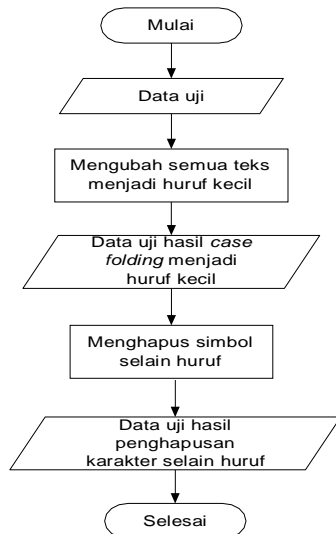 Mulai
Data uji
Mengubah semua teks
menjadi huruf kecil
Data uji hasil case
folding menjadi
huruf kecil
Menghapus simbol
selain huruf
Data uji hasil
penghapusan
karakter selain huruf
Selesai